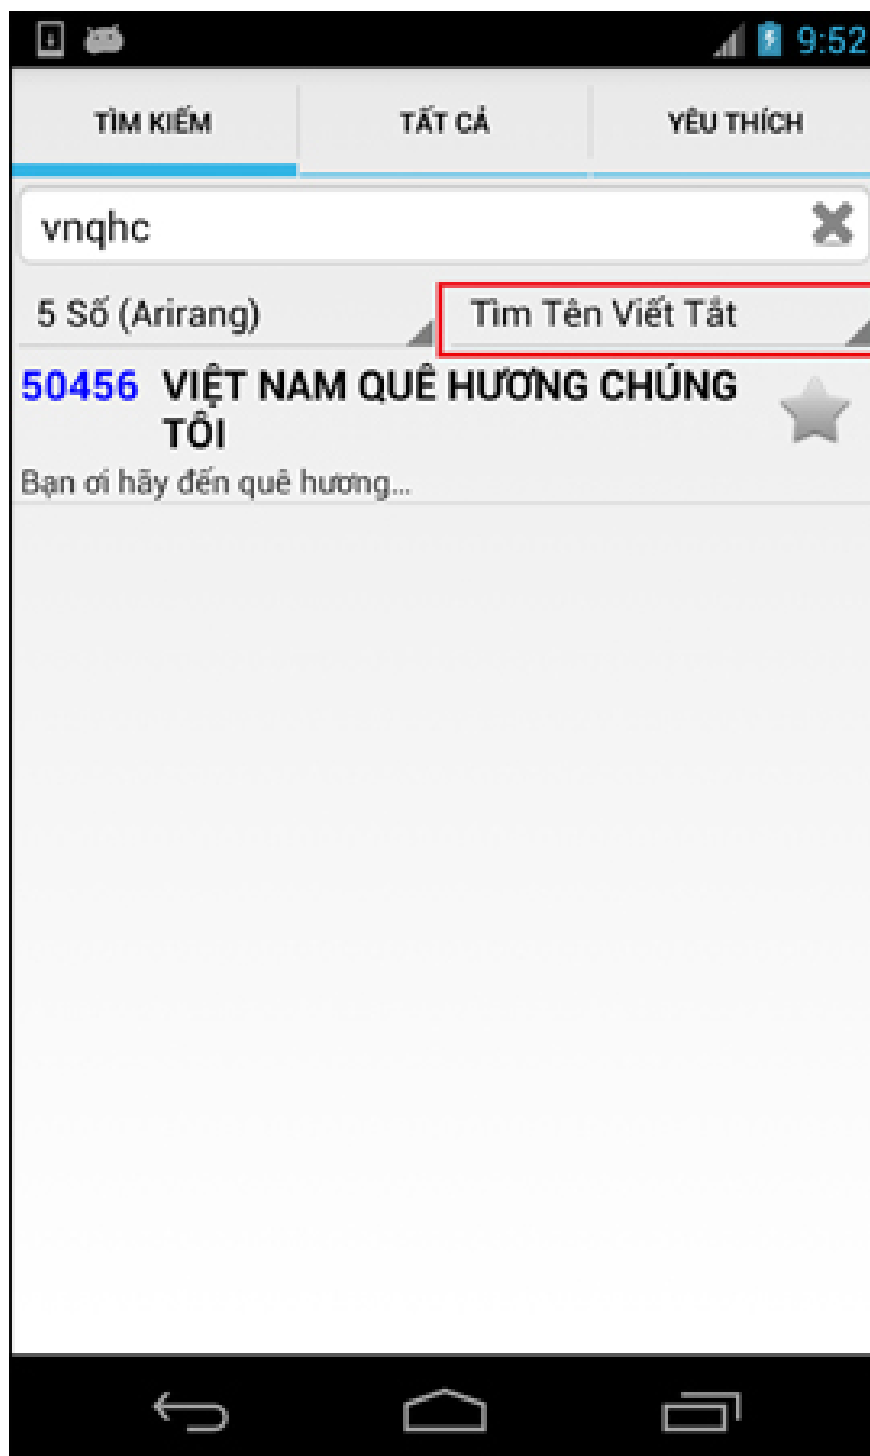 9:52
TÌM KIẾM TẤT CẢ YÊU THÍCH
vnqhc
5 Số (Arirang) Tìm Tên Viết Tắt
50456 VIỆT NAM QUÊ HƯƠNG CHÚNG
TÔI
Bạn ơi hãy đến quê hương...